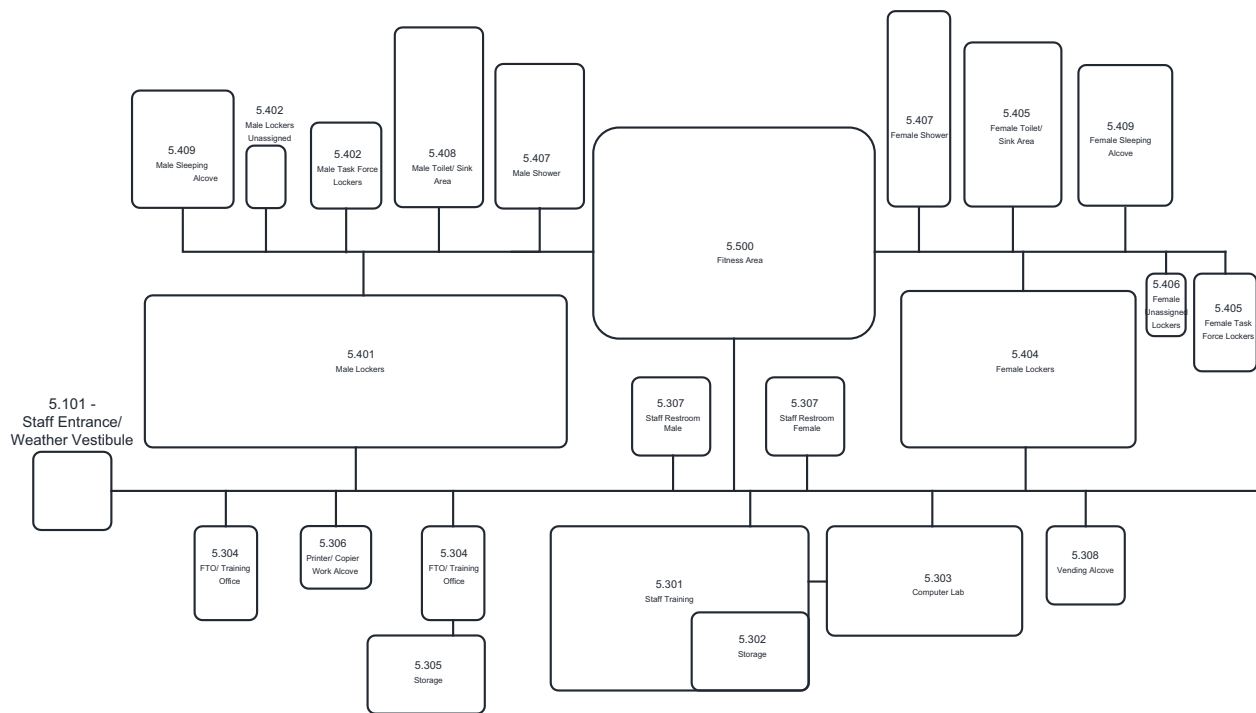 5.409
Male Sleeping
Alcove
5.402
Male Lockers
Unassigned
5.402
Male Task Force
Lockers
5.408
Male Toilet/ Sink
Area
5.407
Male Shower
5.500
Fitness Area
5.407
Female Shower
5.405
Female Toilet/
Sink Area
5.409
Female Sleeping
Alcove
5.406
Female
Unassigned
Lockers
5.405
Female Task
Force Lockers
5.401
Male Lockers
5.404
Female Lockers
5.307
Staff Restroom
Male
5.307
Staff Restroom
Female
5.101 -
Staff Entrance/
Weather Vestibule
5.304
FTO/ Training
Office
5.306
Printer/ Copier
Work Alcove
5.304
FTO/ Training
Office
5.305
Storage
5.301
Staff Training
5.302
Storage
5.303
Computer Lab
5.308
Vending Alcove